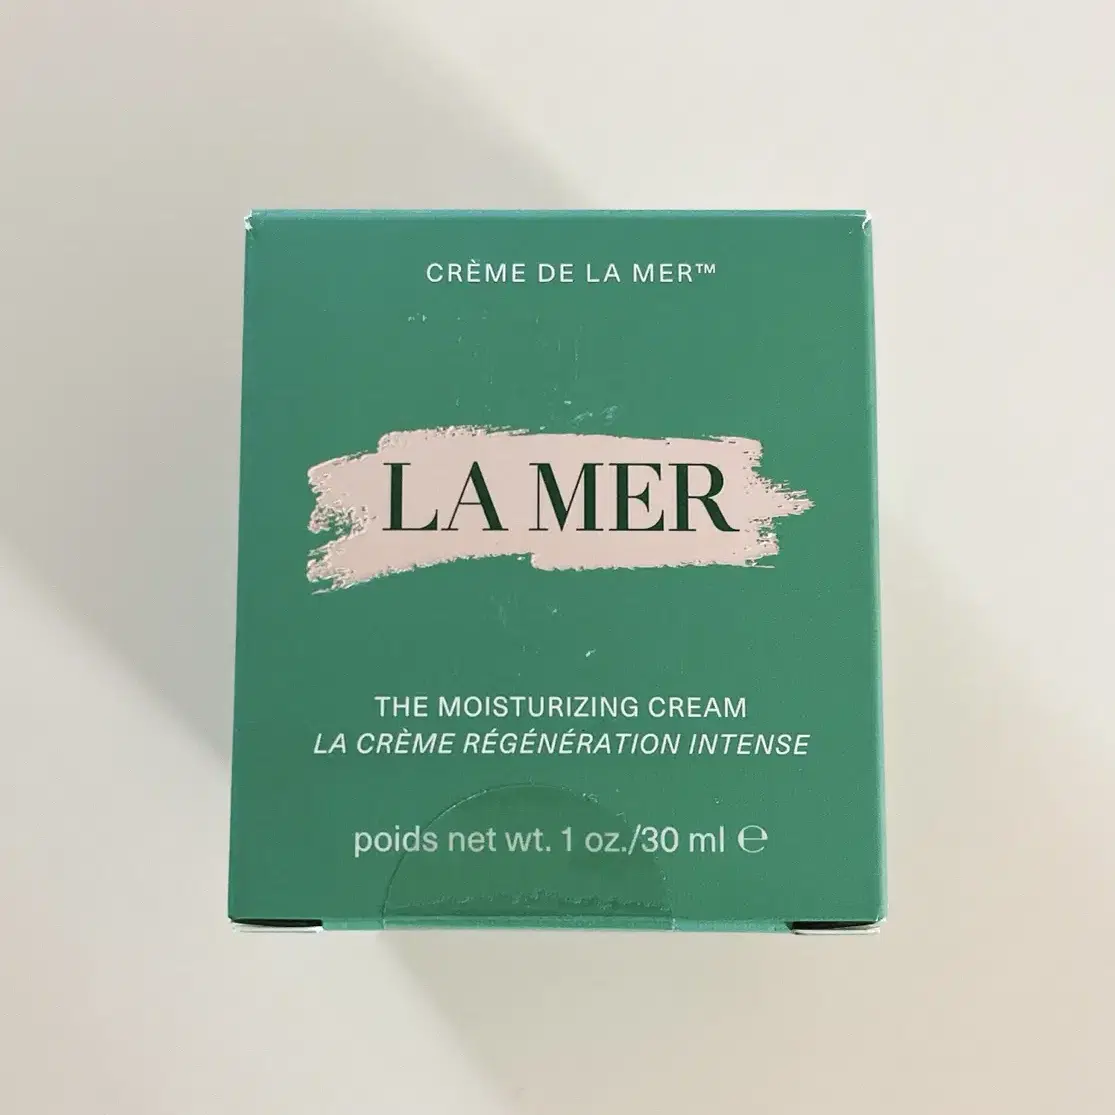 CRÈME DE LA MER™
LA MER
THE MOISTURIZING CREAM
LA CRÈME RÉGÉNÉRATION INTENSE
poids net wt. 1 oz./30 ml ℮